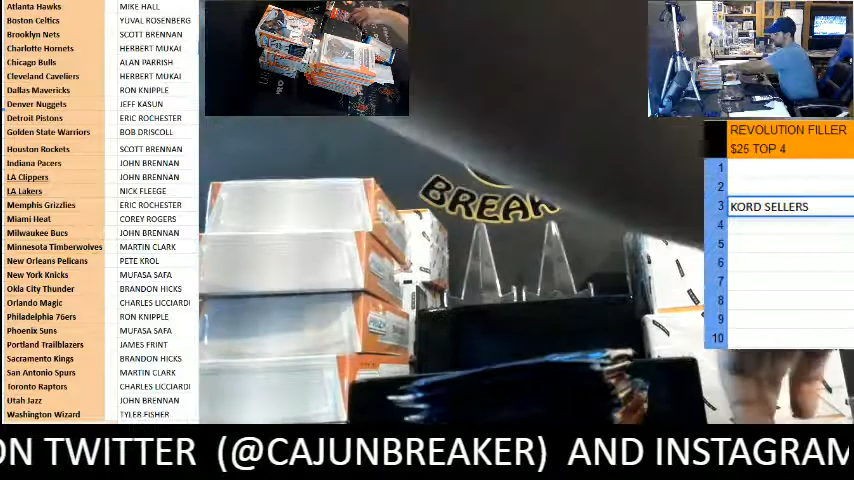 Atlanta Hawks MIKE HALL
Boston Celtics YUVAL ROSENBERG
Brooklyn Nets SCOTT BRENNAN
Charlotte Hornets HERBERT MUKAI
Chicago Bulls ALAN PARRISH
Cleveland Cavaliers HERBERT MUKAI
Dallas Mavericks RON KNIPPLE
Denver Nuggets JEFF KASUN
Detroit Pistons ERIC ROCHESTER
Golden State Warriors BOB DRISCOLL
Houston Rockets SCOTT BRENNAN
Indiana Pacers JOHN BRENNAN
LA Clippers JOHN BRENNAN
LA Lakers NICK FLEEGE
Memphis Grizzlies ERIC ROCHESTER
Miami Heat COREY ROGERS
Milwaukee Bucs JOHN BRENNAN
Minnesota Timberwolves MARTIN CLARK
New Orleans Pelicans PETE KROL
New York Knicks MUFASA SAFA
Okla City Thunder BRANDON HICKS
Orlando Magic CHARLES LICCIARDI
Philadelphia 76ers RON KNIPPLE
Phoenix Suns MUFASA SAFA
Portland Trailblazers JAMES FRINT
Sacramento Kings BRANDON HICKS
San Antonio Spurs MARTIN CLARK
Toronto Raptors CHARLES LICCIARDI
Utah Jazz JOHN BRENNAN
Washington Wizard TYLER FISHER
BREAK
PRIZM
REVOLUTION FILLER
$25 TOP 4
1
2
3 KORD SELLERS
4
5
6
7
8
9
10
ON TWITTER (@CAJUNBREAKER) AND INSTAGRAM